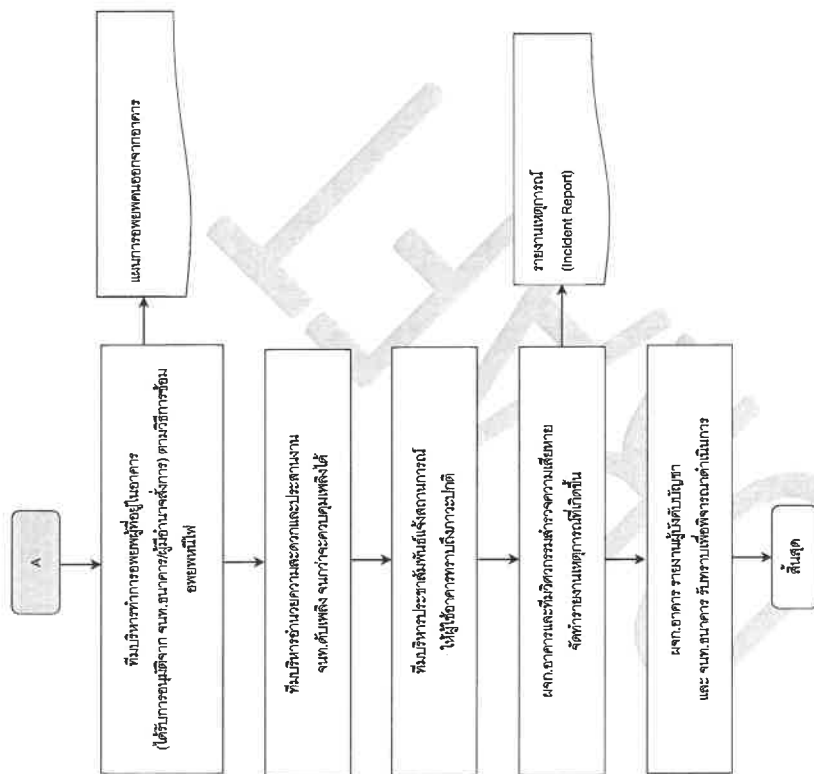 A
ทีมบริหารทำการอพยพผู้ที่อยู่ในอาคาร
(ได้รับการอนุมัติจาก จนท.ธนาคาร/ผู้มีอำนาจสั่งการ) ตามวิธีการซ้อม
อพยพหนีไฟ
แผนการอพยพคนออกจากอาคาร
ทีมบริหารอำนวยความสะดวกและประสานงาน
จนท.ดับเพลิง จนกว่าจะควบคุมเพลิงได้
ทีมบริหารประชาสัมพันธ์แจ้งสถานการณ์
ให้ผู้ใช้อาคารทราบถึงภาวะปกติ
ผจก.อาคารและทีมวิศวกรรมสำรวจความเสียหาย
จัดทำรายงานเหตุการณ์ที่เกิดขึ้น
รายงานเหตุการณ์
(Incident Report)
ผจก.อาคาร รายงานผู้บังคับบัญชา
และ จนท.ธนาคาร รับทราบเพื่อพิจารณาดำเนินการ
สิ้นสุด